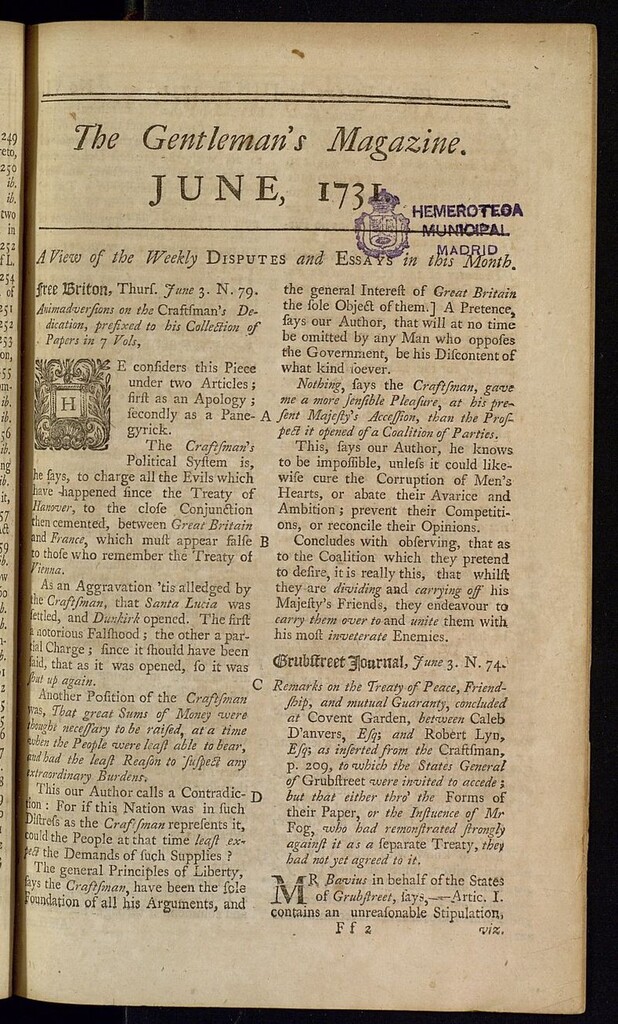 The Gentleman's Magazine.
JUNE, 1731.
HEMEROTECA
MUNICIPAL
MADRID
A View of the Weekly DISPUTES and ESSAYS in this Month.
Free Briton, Thurſ. June 3. N. 79.
Animadverſions on the Craftſman's De-
dication, prefixed to his Collection of
Papers in 7 Vols,
HE conſiders this Piece
under two Articles;
firſt as an Apology;
ſecondly as a Pane-
gyrick.
The Craftſman's
Political Syſtem is,
he ſays, to charge all the Evils which
have happened ſince the Treaty of
Hanover, to the cloſe Conjunction
then cemented, between Great Britain
and France, which muſt appear falſe
to thoſe who remember the Treaty of
Vienna.
As an Aggravation 'tis alledged by
the Craftſman, that Santa Lucia was
ſettled, and Dunkirk opened. The firſt
a notorious Falſhood; the other a par-
tial Charge; ſince it ſhould have been
ſaid, that as it was opened, ſo it was
ſhut up again.
Another Poſition of the Craftſman
was, That great Sums of Money were
thought neceſſary to be raiſed, at a time
when the People were leaſt able to bear,
and had the leaſt Reaſon to ſuſpect any
extraordinary Burdens.
This our Author calls a Contradic-
tion: For if this Nation was in ſuch
Diſtreſs as the Craftſman repreſents it,
could the People at that time leaſt ex-
pect the Demands of ſuch Supplies?
The general Principles of Liberty,
ſays the Craftſman, have been the ſole
Foundation of all his Arguments, and
A
B
C
D
the general Intereſt of Great Britain
the ſole Object of them.] A Pretence,
ſays our Author, that will at no time
be omitted by any Man who oppoſes
the Government, be his Diſcontent of
what kind ſoever.
Nothing, ſays the Craftſman, gave
me a more ſenſible Pleaſure, at his pre-
ſent Majeſty's Acceſſion, than the Proſ-
pect it opened of a Coalition of Parties.
This, ſays our Author, he knows
to be impoſſible, unleſs it could like-
wiſe cure the Corruption of Men's
Hearts, or abate their Avarice and
Ambition; prevent their Competiti-
ons, or reconcile their Opinions.
Concludes with obſerving, that as
to the Coalition which they pretend
to deſire, it is really this, that whilſt
they are dividing and carrying off his
Majeſty's Friends, they endeavour to
carry them over to and unite them with
his moſt inveterate Enemies.
Grubſtreet Journal, June 3. N. 74.
Remarks on the Treaty of Peace, Friend-
ſhip, and mutual Guaranty, concluded
at Covent Garden, between Caleb
D'anvers, Eſq; and Robert Lyn,
Eſq; as inſerted from the Craftſman,
p. 209, to which the States General
of Grubſtreet were invited to accede;
but that either thro' the Forms of
their Paper, or the Influence of Mr
Fog, who had remonſtrated ſtrongly
againſt it as a ſeparate Treaty, they
had not yet agreed to it.
MR Bavius in behalf of the States
of Grubſtreet, ſays,—Artic. I.
contains an unreaſonable Stipulation,
F f 2
viz.